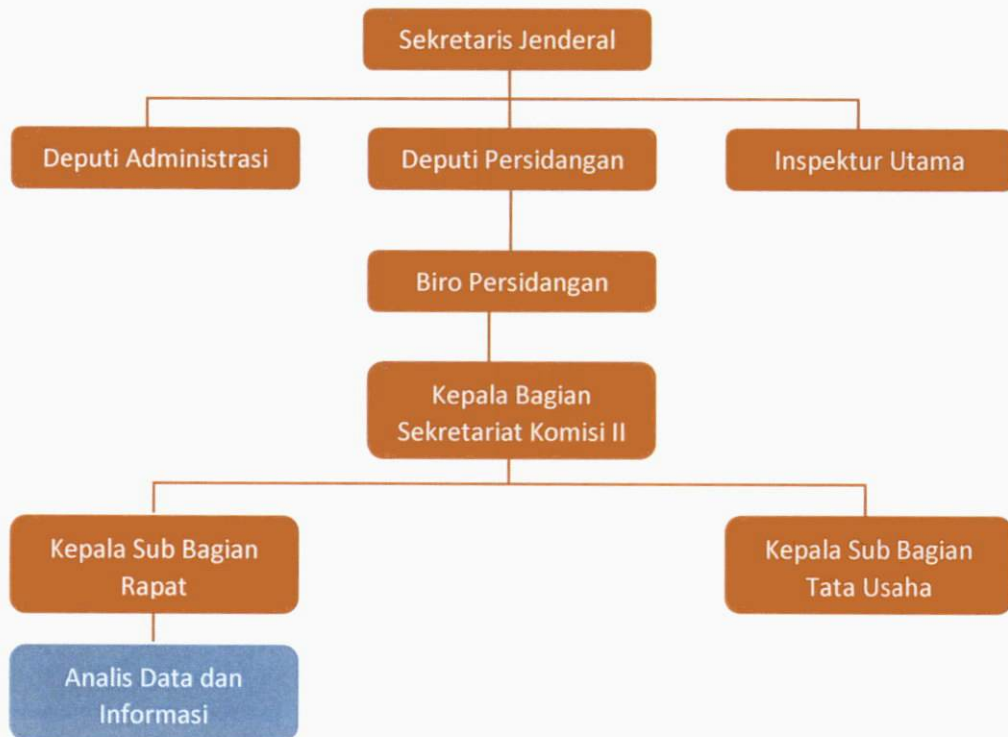 Sekretaris Jenderal
Deputi Administrasi
Deputi Persidangan
Inspektur Utama
Biro Persidangan
Kepala Bagian
Sekretariat Komisi II
Kepala Sub Bagian
Rapat
Kepala Sub Bagian
Tata Usaha
Analis Data dan
Informasi